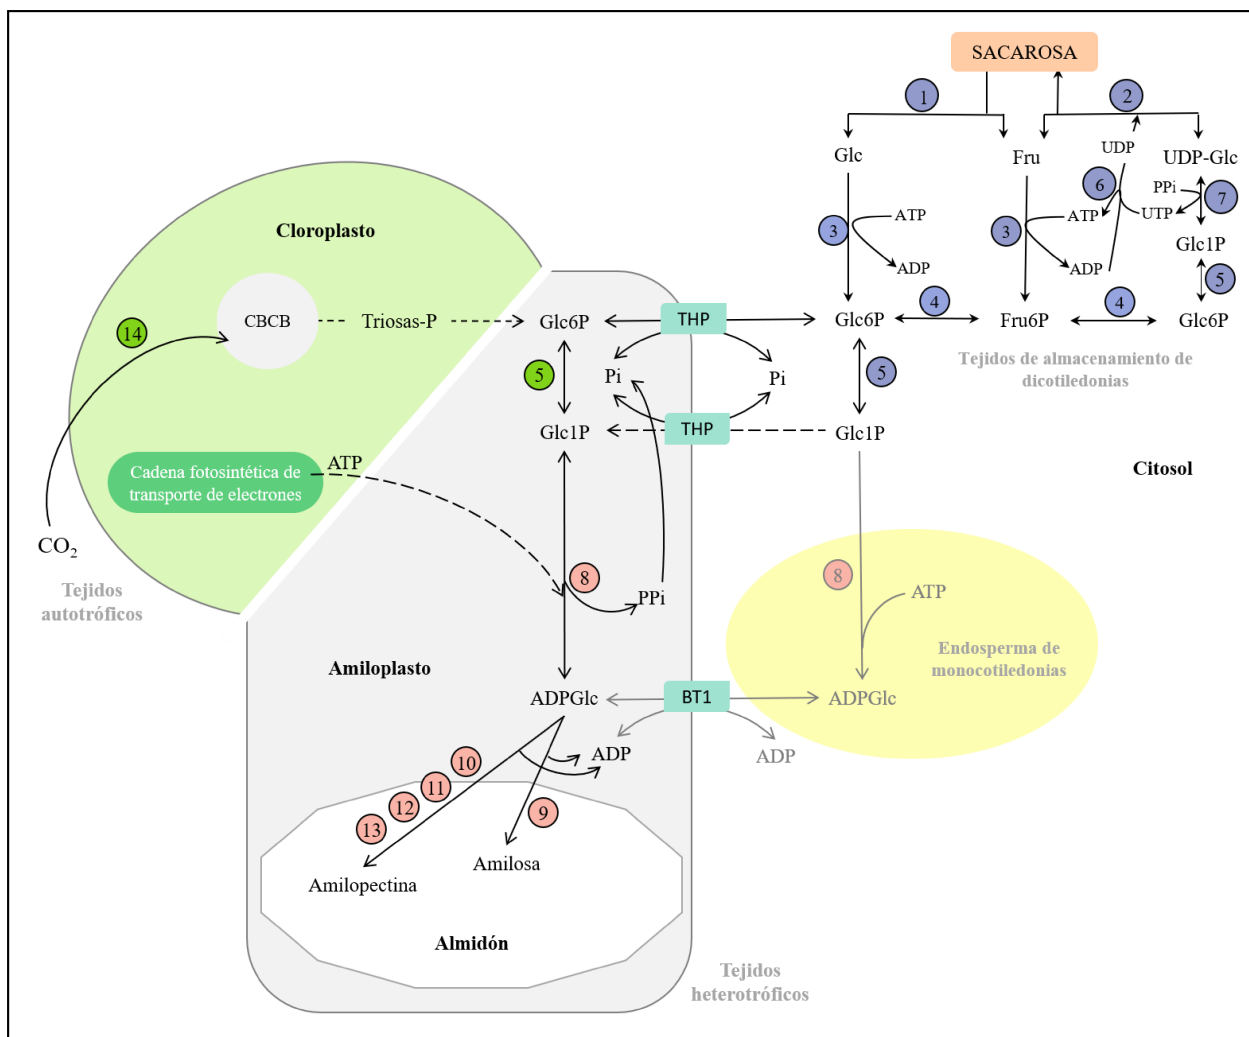 SACAROSA
1
2
Glc
Fru
UDP
UDP-Glc
6
PPi
7
ATP
3
3
ATP
UTP
Glc1P
ADP
ADP
5
Cloroplasto
14
CBCB
Triosas-P
Glc6P
THP
Glc6P
4
Fru6P
4
Glc6P
Tejidos de almacenamiento de
dicotiledonias
5
Pi
Pi
5
Glc1P
THP
Glc1P
Citosol
Cadena fotosintética de
transporte de electrones
ATP
CO2
Tejidos
autotróficos
8
PPi
8
ATP
Amiloplasto
Endosperma de
monocotiledonias
ADPGlc
BT1
ADPGlc
ADP
ADP
10
11
12
13
9
Amilosa
Amilopectina
Almidón
Tejidos
heterotróficos